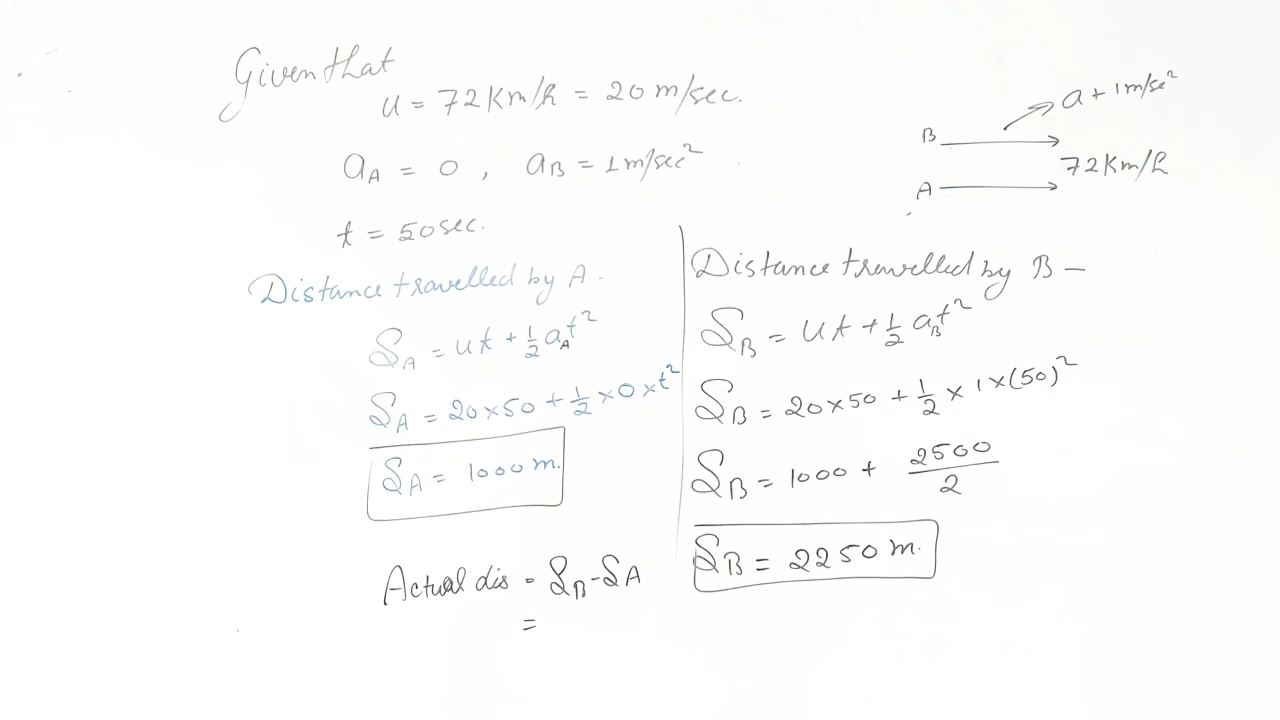 Given that
u = 72 Km/h = 20 m/sec.
a_A = 0 , a_B = 1 m/sec²
t = 50 sec.
B
a + 1 m/se²
A
72 Km/h
Distance travelled by A -
S_A = ut + 1/2 a_A t²
S_A = 20 × 50 + 1/2 × 0 × t²
S_A = 1000 m.
Distance travelled by B -
S_B = ut + 1/2 a_B t²
S_B = 20 × 50 + 1/2 × 1 × (50)²
S_B = 1000 + 2500/2
S_B = 2250 m.
Actual dis = S_B - S_A
=